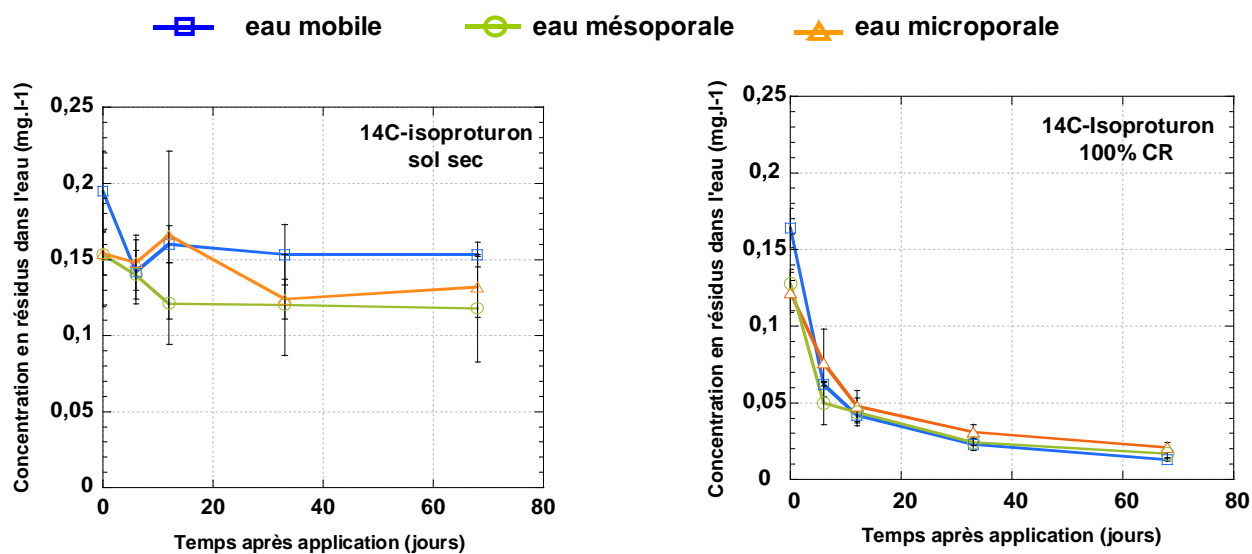 eau mobile eau mésoporale eau microporale
Concentration en résidus dans l'eau (mg.l-1)
0,25
0,2
0,15
0,1
0,05
0
14C-isoproturon
sol sec
0 20 40 60 80
Temps après application (jours)
Concentration en résidus dans l'eau (mg.l-1)
0,25
0,2
0,15
0,1
0,05
0
14C-Isoproturon
100% CR
0 20 40 60 80
Temps après application (jours)